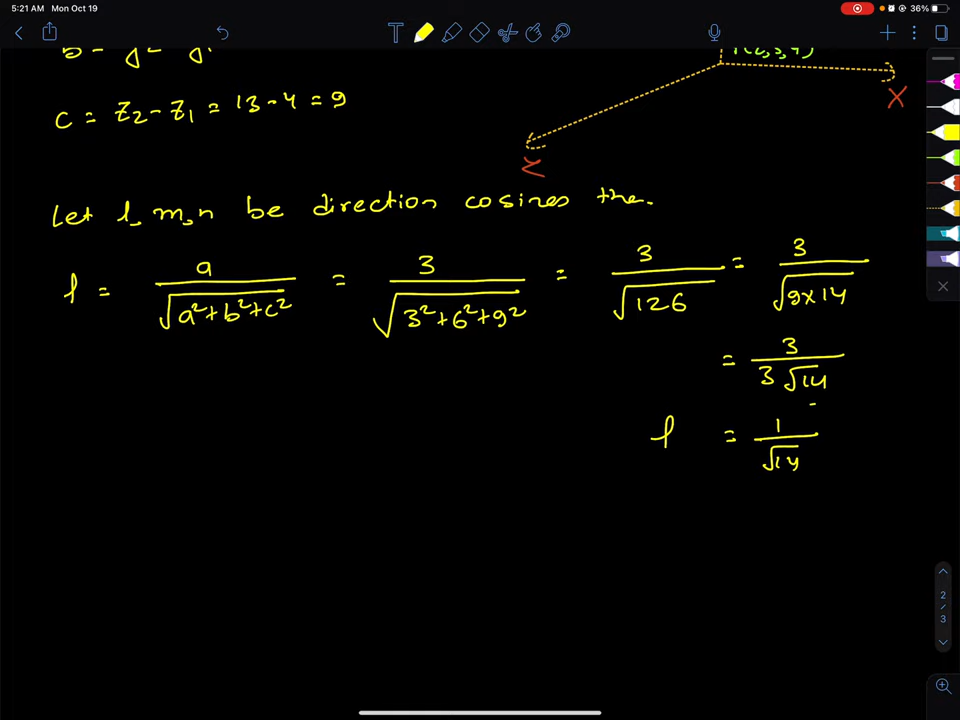 5:21 AM Mon Oct 19
36%
c = z₂ - z₁ = 13 - 4 = 9
X
Let l, m, n be direction cosines the.
l = a/√(a²+b²+c²) = 3/√(3²+6²+9²) = 3/√126 = 3/√(9×14)
= 3/(3√14)
l = 1/√14
2
/
3